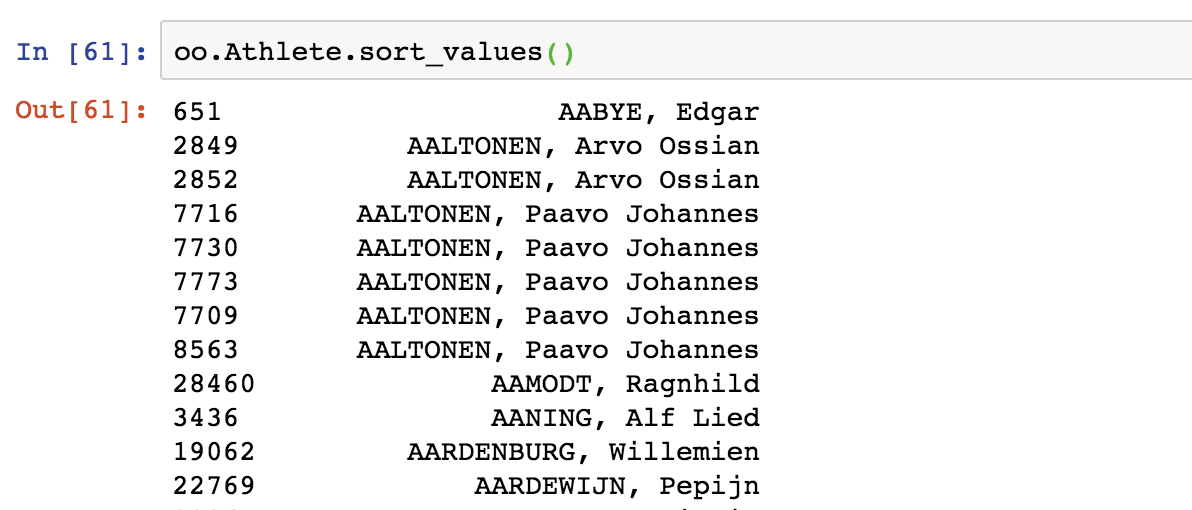 In [61]: oo.Athlete.sort_values()
Out[61]: 651 AABYE, Edgar
2849 AALTONEN, Arvo Ossian
2852 AALTONEN, Arvo Ossian
7716 AALTONEN, Paavo Johannes
7730 AALTONEN, Paavo Johannes
7773 AALTONEN, Paavo Johannes
7709 AALTONEN, Paavo Johannes
8563 AALTONEN, Paavo Johannes
28460 AAMODT, Ragnhild
3436 AANING, Alf Lied
19062 AARDENBURG, Willemien
22769 AARDEWIJN, Pepijn